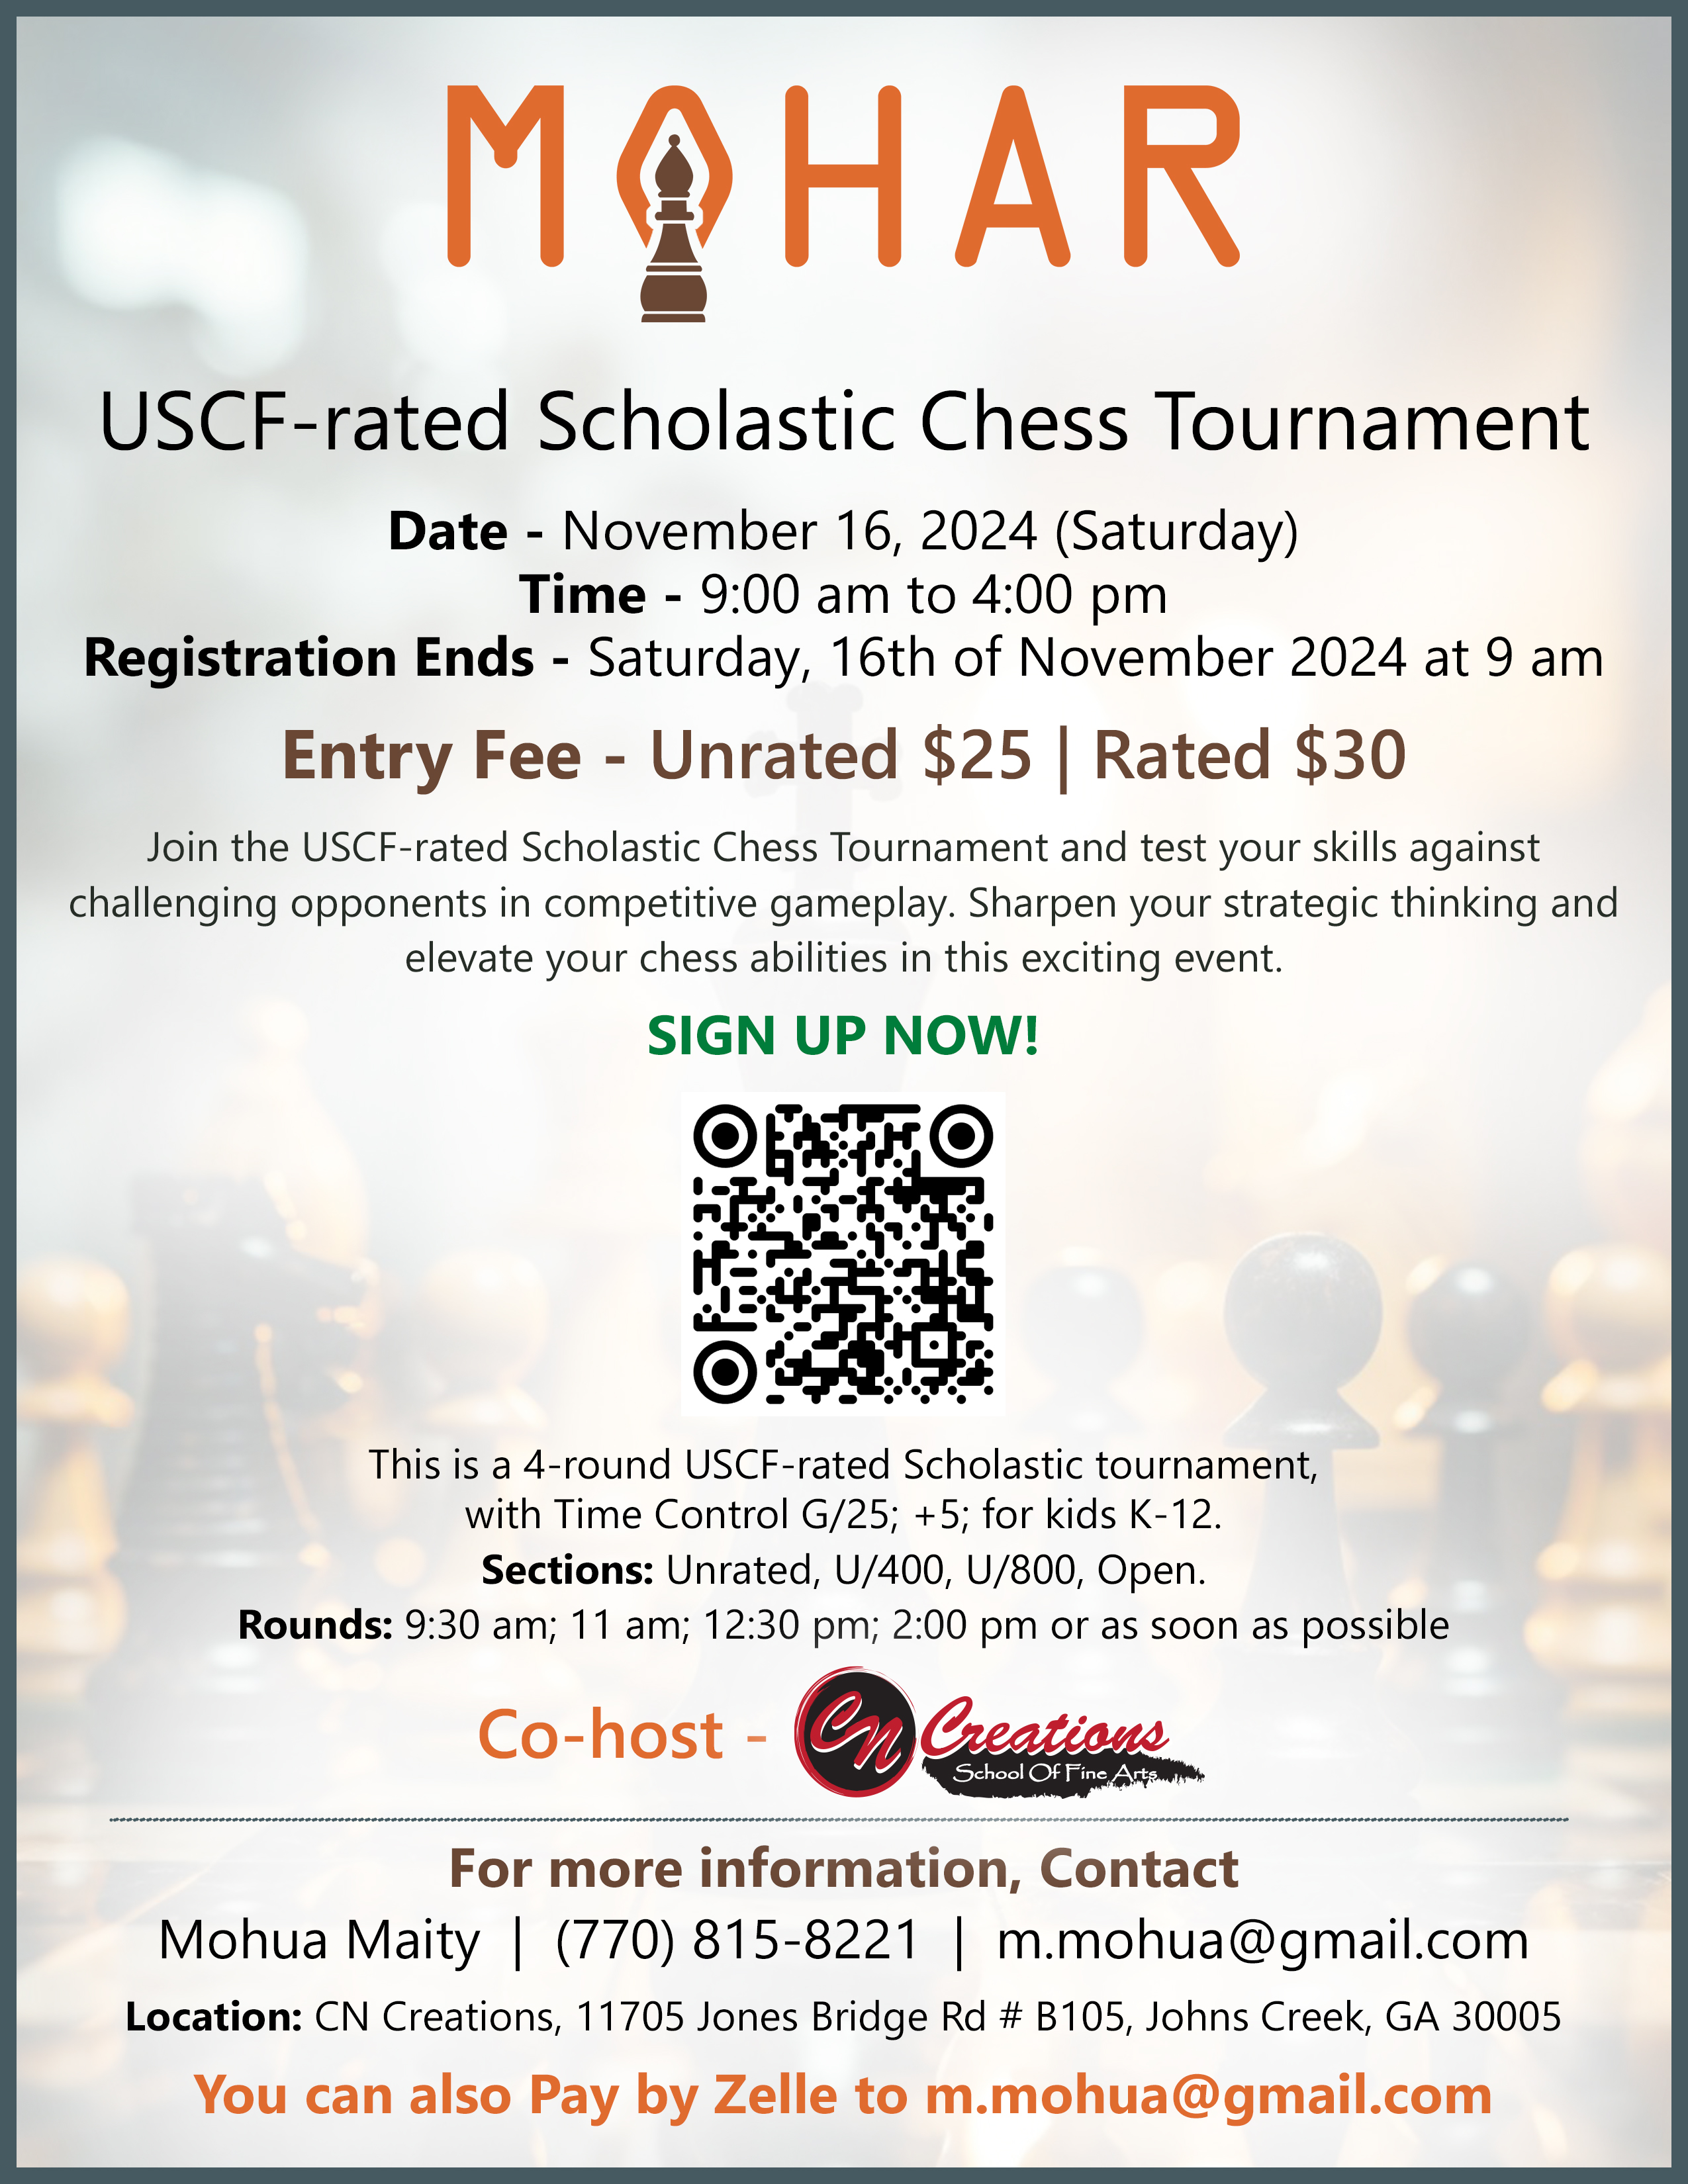 MOHAR
USCF-rated Scholastic Chess Tournament
Date - November 16, 2024 (Saturday)
Time - 9:00 am to 4:00 pm
Registration Ends - Saturday, 16th of November 2024 at 9 am
Entry Fee - Unrated $25 | Rated $30
Join the USCF-rated Scholastic Chess Tournament and test your skills against
challenging opponents in competitive gameplay. Sharpen your strategic thinking and
elevate your chess abilities in this exciting event.
SIGN UP NOW!
This is a 4-round USCF-rated Scholastic tournament,
with Time Control G/25; +5; for kids K-12.
Sections: Unrated, U/400, U/800, Open.
Rounds: 9:30 am; 11 am; 12:30 pm; 2:00 pm or as soon as possible
Co-host - CN Creations
School Of Fine Arts
For more information, Contact
Mohua Maity | (770) 815-8221 | m.mohua@gmail.com
Location: CN Creations, 11705 Jones Bridge Rd # B105, Johns Creek, GA 30005
You can also Pay by Zelle to m.mohua@gmail.com